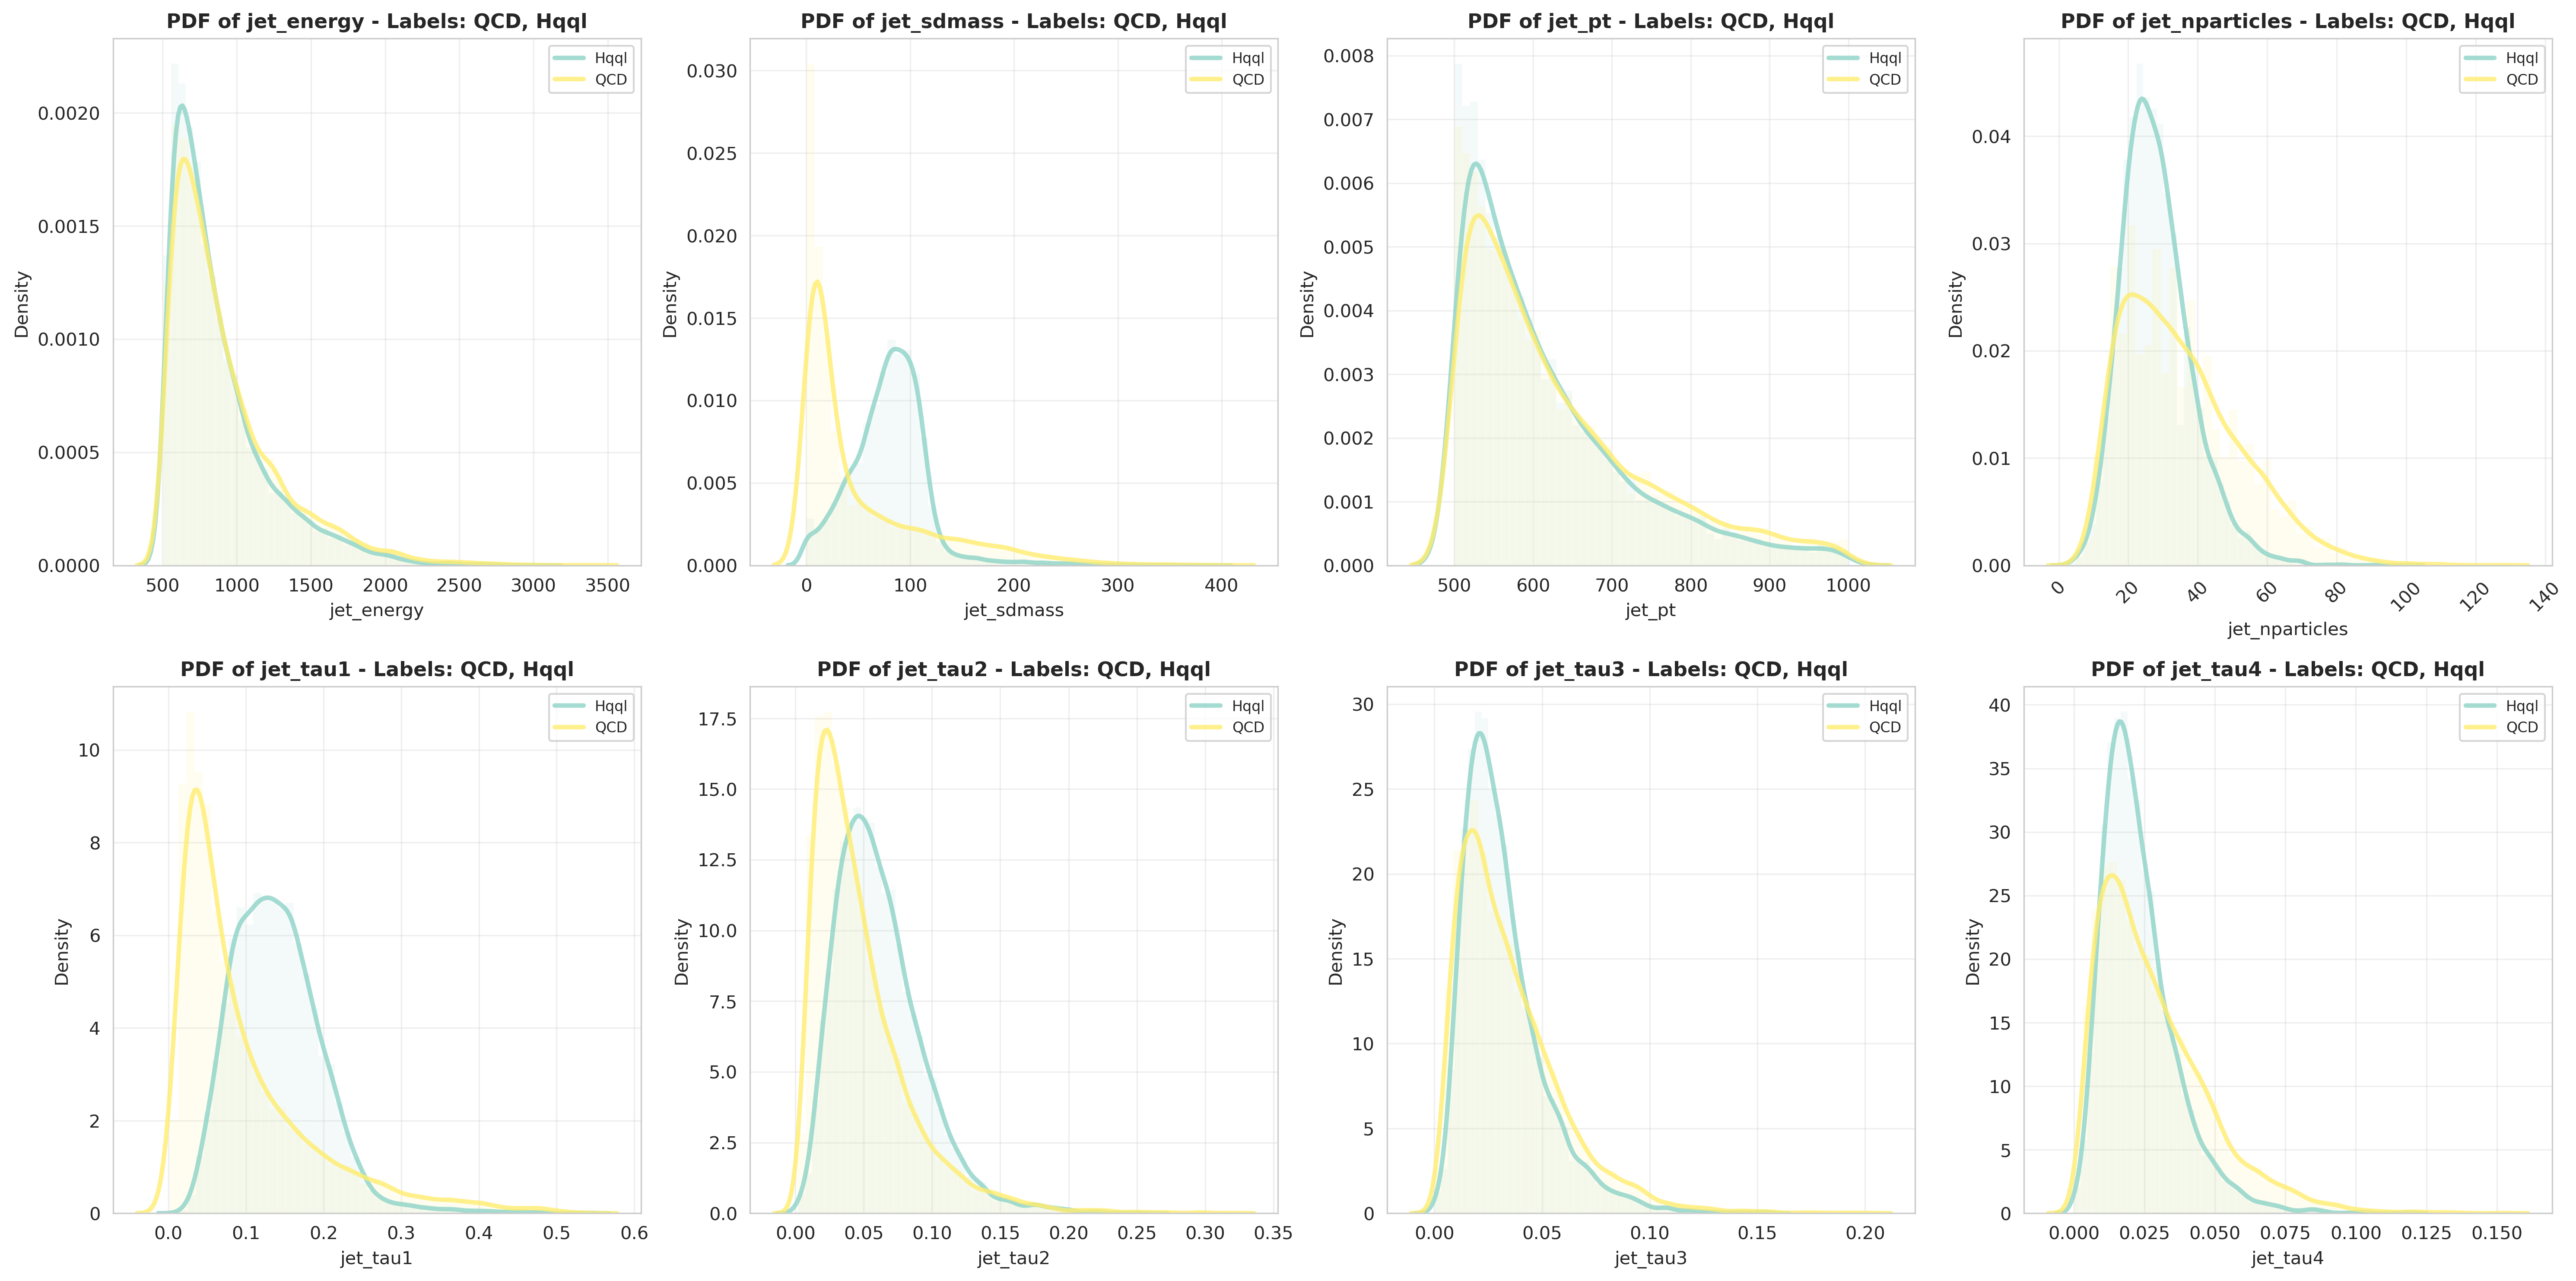 PDF of jet_energy - Labels: QCD, Hqql
Hqql
QCD
0.0020
0.0015
0.0010
0.0005
0.0000
Density
500 1000 1500 2000 2500 3000 3500
jet_energy
PDF of jet_sdmass - Labels: QCD, Hqql
Hqql
QCD
0.030
0.025
0.020
0.015
0.010
0.005
0.000
Density
0 100 200 300 400
jet_sdmass
PDF of jet_pt - Labels: QCD, Hqql
Hqql
QCD
0.008
0.007
0.006
0.005
0.004
0.003
0.002
0.001
0.000
Density
500 600 700 800 900 1000
jet_pt
PDF of jet_nparticles - Labels: QCD, Hqql
Hqql
QCD
0.04
0.03
0.02
0.01
0.00
Density
0 20 40 60 80 100 120 140
jet_nparticles
PDF of jet_tau1 - Labels: QCD, Hqql
Hqql
QCD
10
8
6
4
2
0
Density
0.0 0.1 0.2 0.3 0.4 0.5 0.6
jet_tau1
PDF of jet_tau2 - Labels: QCD, Hqql
Hqql
QCD
17.5
15.0
12.5
10.0
7.5
5.0
2.5
0.0
Density
0.00 0.05 0.10 0.15 0.20 0.25 0.30 0.35
jet_tau2
PDF of jet_tau3 - Labels: QCD, Hqql
Hqql
QCD
30
25
20
15
10
5
0
Density
0.00 0.05 0.10 0.15 0.20
jet_tau3
PDF of jet_tau4 - Labels: QCD, Hqql
Hqql
QCD
40
35
30
25
20
15
10
5
0
Density
0.000 0.025 0.050 0.075 0.100 0.125 0.150
jet_tau4